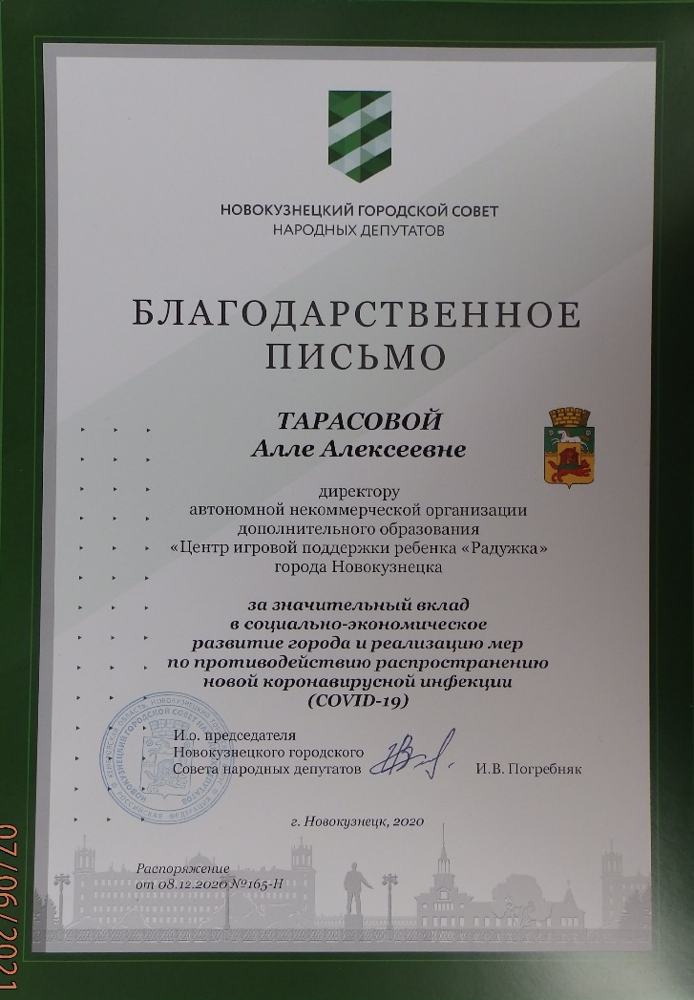 НОВОКУЗНЕЦКИЙ ГОРОДСКОЙ СОВЕТ
НАРОДНЫХ ДЕПУТАТОВ
БЛАГОДАРСТВЕННОЕ
ПИСЬМО
ТАРАСОВОЙ
Алле Алексеевне
директору
автономной некоммерческой организации
дополнительного образования
«Центр игровой поддержки ребенка «Радужка»
города Новокузнецка
за значительный вклад
в социально-экономическое
развитие города и реализацию мер
по противодействию распространению
новой коронавирусной инфекции
(COVID-19)
И.о. председателя
Новокузнецкого городского
Совета народных депутатов
И.В. Погребняк
НОВОКУЗНЕЦКИЙ ГОРОДСКОЙ СОВЕТ НАРОДНЫХ ДЕПУТАТОВ
РОССИЙСКАЯ ФЕДЕРАЦИЯ
г. Новокузнецк, 2020
Распоряжение
от 08.12.2020 №165-Н
07/06/2021